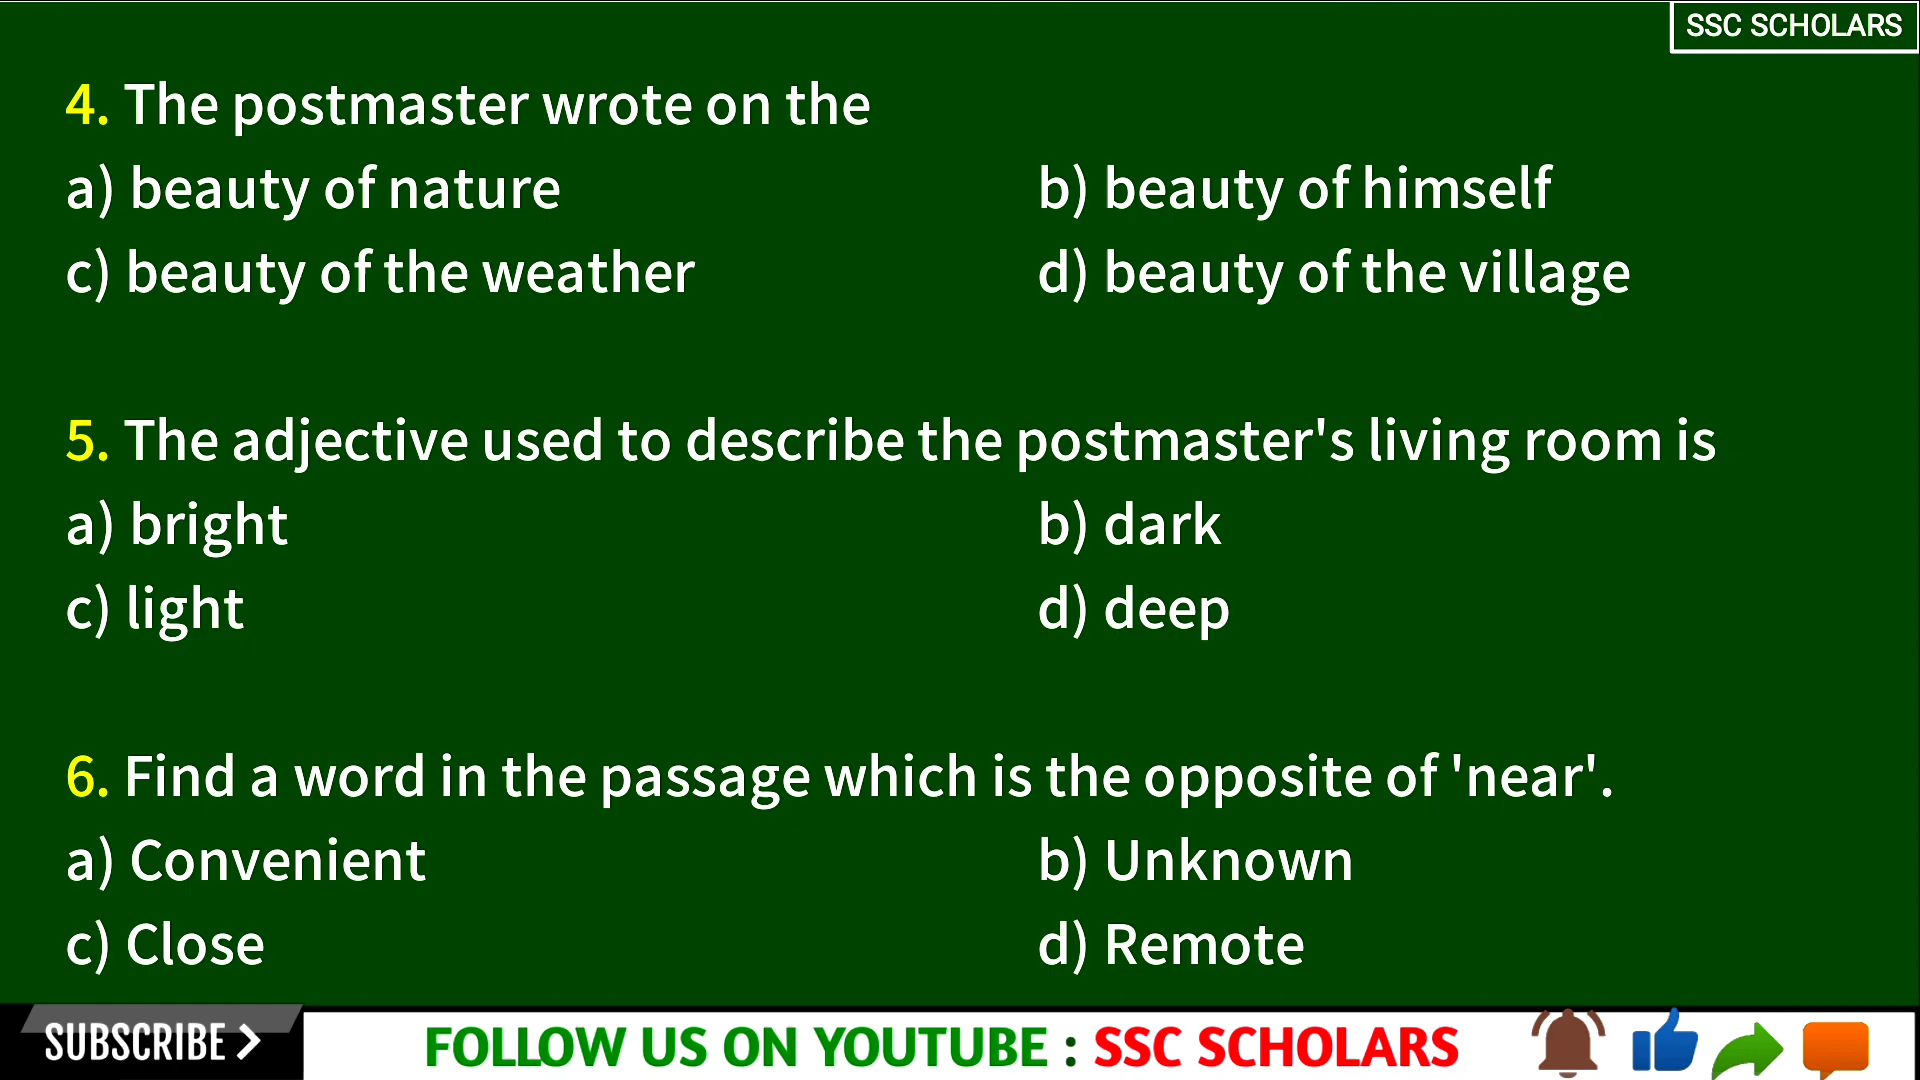 SSC SCHOLARS
4. The postmaster wrote on the
a) beauty of nature b) beauty of himself
c) beauty of the weather d) beauty of the village
5. The adjective used to describe the postmaster's living room is
a) bright b) dark
c) light d) deep
6. Find a word in the passage which is the opposite of 'near'.
a) Convenient b) Unknown
c) Close d) Remote
SUBSCRIBE FOLLOW US ON YOUTUBE : SSC SCHOLARS